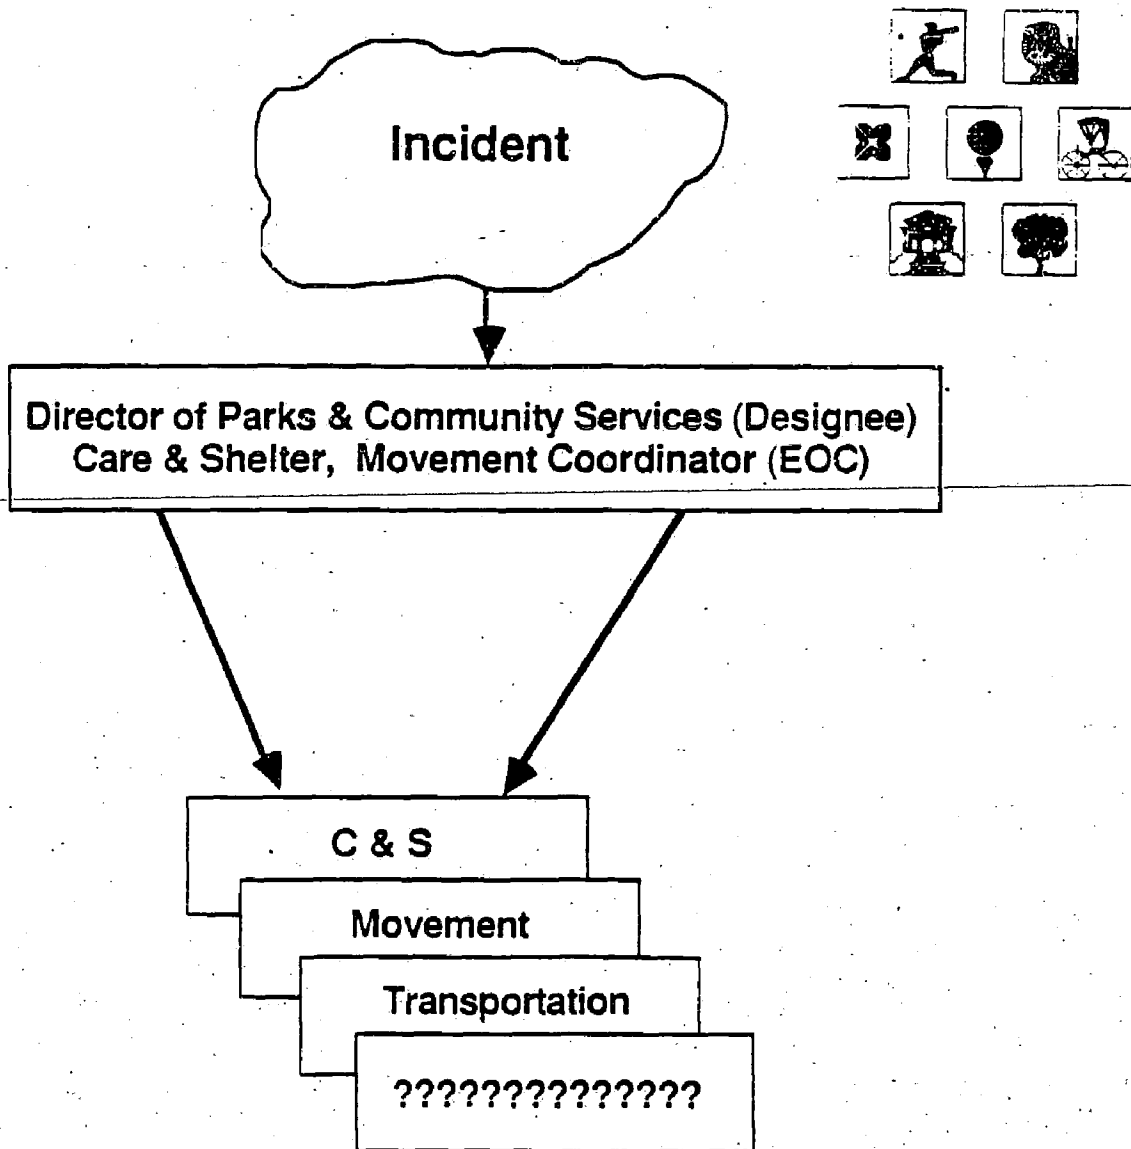 Incident
Director of Parks & Community Services (Designee)
Care & Shelter, Movement Coordinator (EOC)
C & S
Movement
Transportation
??????????????